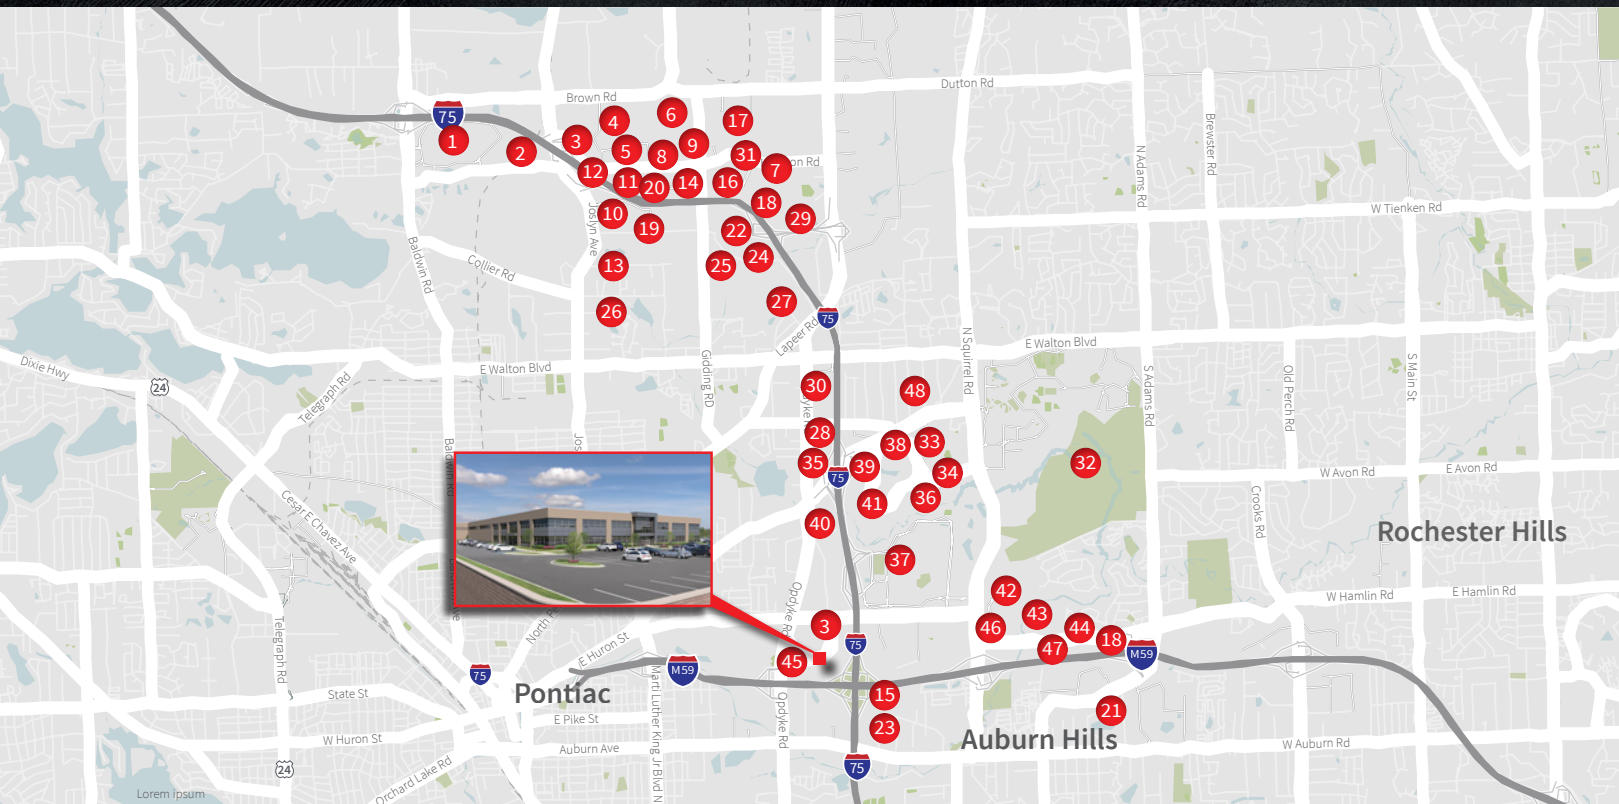 Brown Rd
Dutton Rd
75
1
2
3
4
5
6
8
9
17
31
7
on Rd
12
11
20
14
16
18
10
19
22
29
13
25
24
26
27
75
Joslyn Ave
Collier Rd
Baldwin Rd
Brewster Rd
N Adams Rd
W Tienken Rd
Lapeer Rd
N Squirrel Rd
E Walton Blvd
E Walton Blvd
Dixie Hwy
24
Telegraph Rd
Gidding RD
S Adams Rd
Old Perch Rd
S Main St
30
48
28
38
33
35
75
39
34
32
41
36
40
37
W Avon Rd
E Avon Rd
Crooks Rd
Rochester Hills
Cesar E Chavez Ave
Opdyke Rd
42
43
44
46
47
18
M59
W Hamlin Rd
E Hamlin Rd
3
75
45
Telegraph Rd
E Huron St
M59
75
Pontiac
State St
E Pike St
Marti Luther King Jr Blvd N
Opdyke Rd
15
23
21
Auburn Hills
W Huron St
Auburn Ave
W Auburn Rd
24
75
Orchard Lake Rd
Lorem ipsum